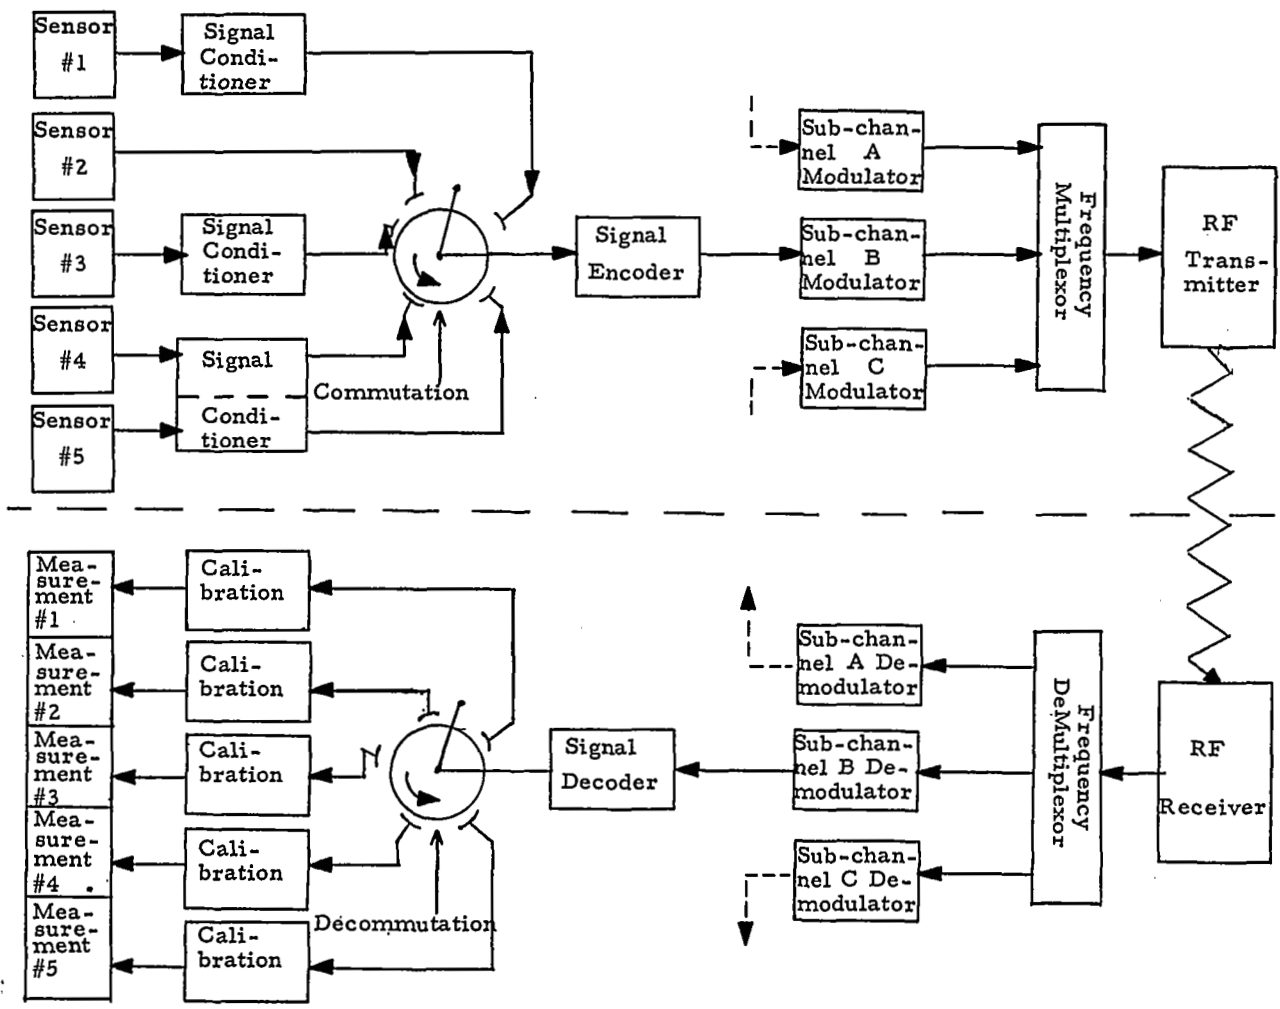 Sensor
#1
Signal
Condi-
tioner
Sensor
#2
Sensor
#3
Signal
Condi-
tioner
Sensor
#4
Signal
Condi-
tioner
Sensor
#5
Commutation
Signal
Encoder
Sub-chan-
nel A
Modulator
Sub-chan-
nel B
Modulator
Sub-chan-
nel C
Modulator
Frequency
Multiplexor
RF
Trans-
mitter
Mea-
sure-
ment
#1
Cali-
bration
Mea-
sure-
ment
#2
Cali-
bration
Mea-
sure-
ment
#3
Cali-
bration
Mea-
sure-
ment
#4
Cali-
bration
Mea-
sure-
ment
#5
Cali-
bration
Decommutation
Signal
Decoder
Sub-chan-
nel A De-
modulator
Sub-chan-
nel B De-
modulator
Sub-chan-
nel C De-
modulator
Frequency
DeMultiplexor
RF
Receiver